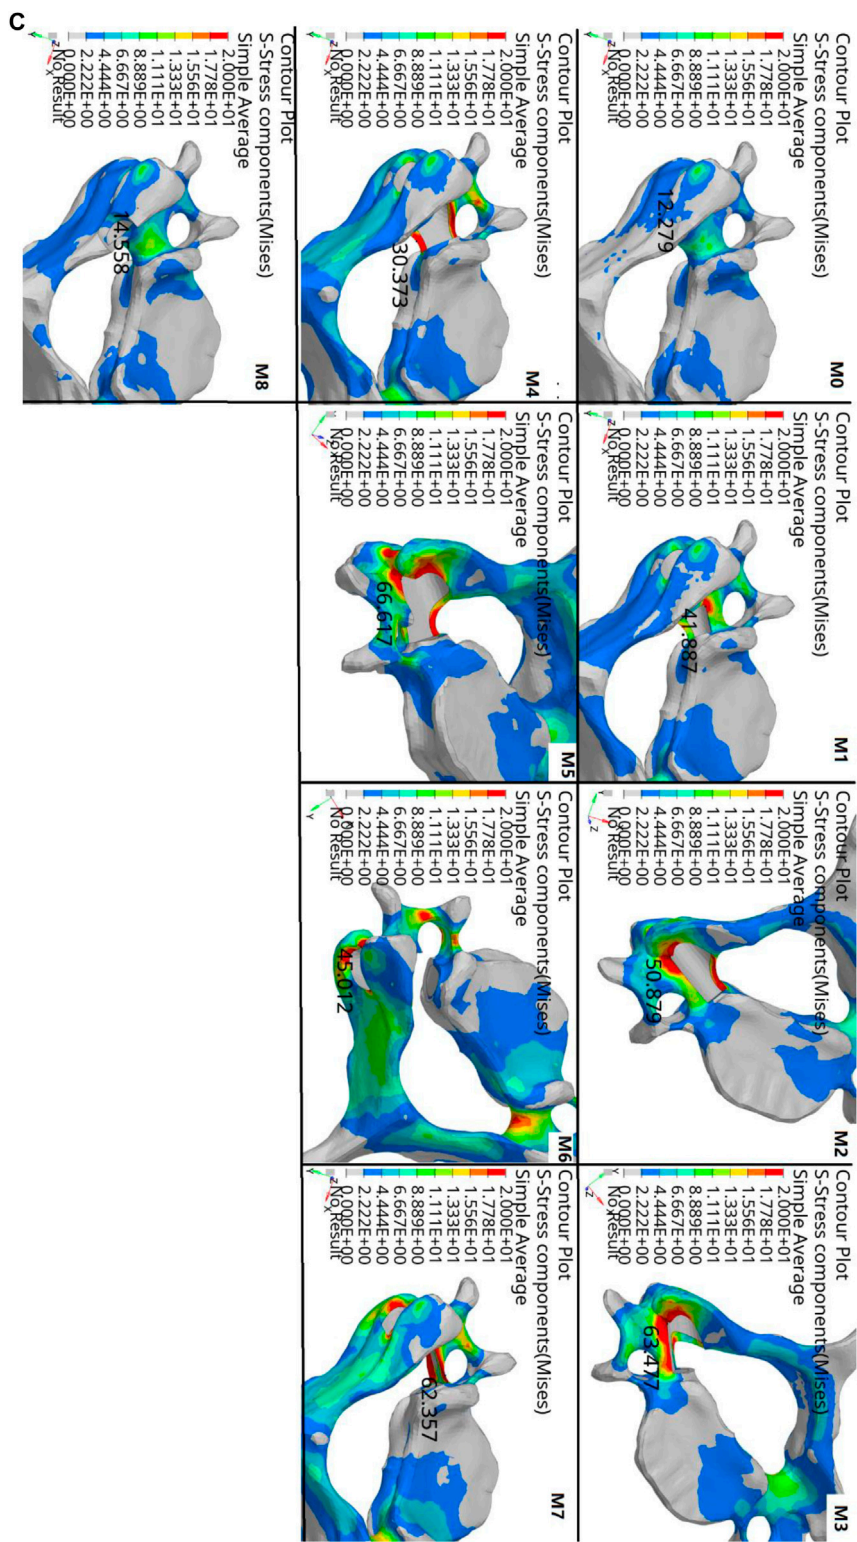 C
Contour Plot
S-Stress components(Mises)
Simple Average
2.000E+01
1.778E+01
1.556E+01
1.333E+01
1.111E+01
8.889E+00
6.667E+00
4.444E+00
2.222E+00
0.000E+00
No Result
Y Z X
12.279
M0
Contour Plot
S-Stress components(Mises)
Simple Average
2.000E+01
1.778E+01
1.556E+01
1.333E+01
1.111E+01
8.889E+00
6.667E+00
4.444E+00
2.222E+00
0.000E+00
No Result
Y Z X
41.887
M1
Contour Plot
S-Stress components(Mises)
Simple Average
2.000E+01
1.778E+01
1.556E+01
1.333E+01
1.111E+01
8.889E+00
6.667E+00
4.444E+00
2.222E+00
0.000E+00
No Result
Y Z
50.879
M2
Contour Plot
S-Stress components(Mises)
Simple Average
2.000E+01
1.778E+01
1.556E+01
1.333E+01
1.111E+01
8.889E+00
6.667E+00
4.444E+00
2.222E+00
0.000E+00
No Result
Y Z
63.477
M3
Contour Plot
S-Stress components(Mises)
Simple Average
2.000E+01
1.778E+01
1.556E+01
1.333E+01
1.111E+01
8.889E+00
6.667E+00
4.444E+00
2.222E+00
0.000E+00
No Result
Y Z X
30.373
M4
Contour Plot
S-Stress components(Mises)
Simple Average
2.000E+01
1.778E+01
1.556E+01
1.333E+01
1.111E+01
8.889E+00
6.667E+00
4.444E+00
2.222E+00
0.000E+00
No Result
X
66.617
M5
Contour Plot
S-Stress components(Mises)
Simple Average
2.000E+01
1.778E+01
1.556E+01
1.333E+01
1.111E+01
8.889E+00
6.667E+00
4.444E+00
2.222E+00
0.000E+00
No Result
Y
45.012
M6
Contour Plot
S-Stress components(Mises)
Simple Average
2.000E+01
1.778E+01
1.556E+01
1.333E+01
1.111E+01
8.889E+00
6.667E+00
4.444E+00
2.222E+00
0.000E+00
No Result
Y Z X
62.357
M7
Contour Plot
S-Stress components(Mises)
Simple Average
2.000E+01
1.778E+01
1.556E+01
1.333E+01
1.111E+01
8.889E+00
6.667E+00
4.444E+00
2.222E+00
0.000E+00
No Result
Y Z X
14.558
M8